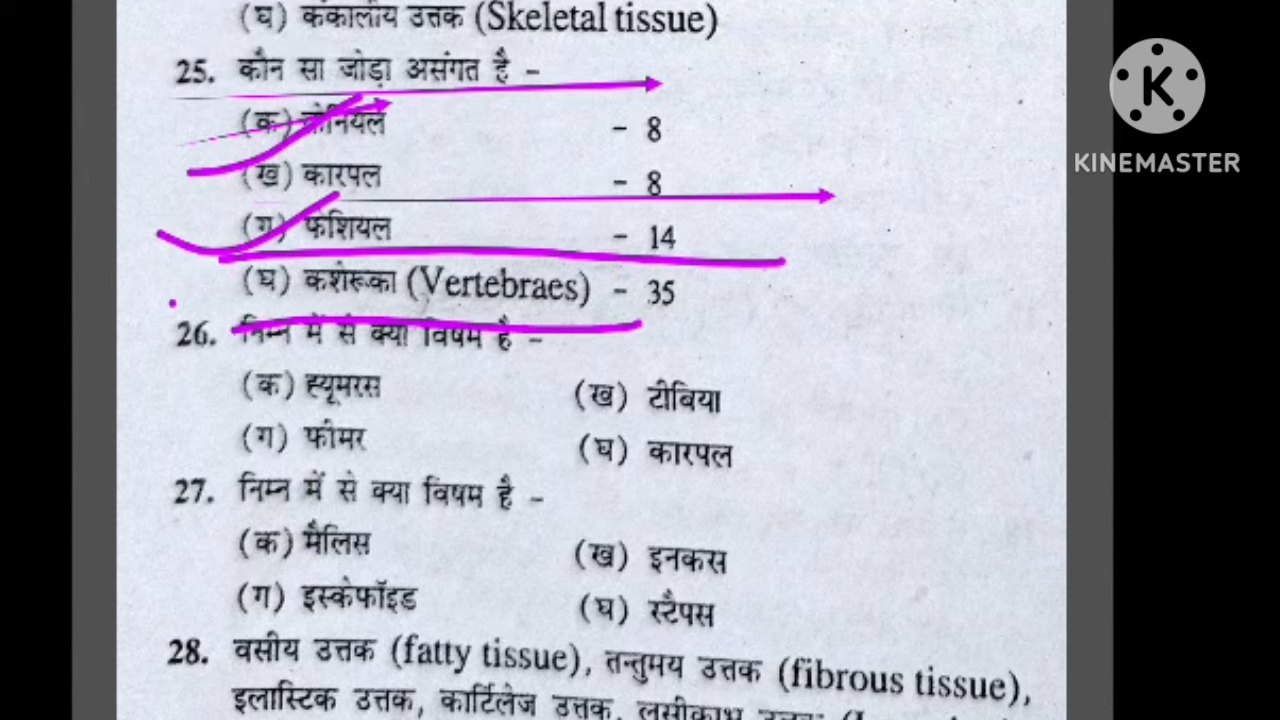 (घ) कंकालीय उत्तक (Skeletal tissue)
25. कौन सा जोड़ा असंगत है –
(क) क्रेनियल – 8
(ख) कारपल – 8
(ग) फेशियल – 14
(घ) कशेरूका (Vertebraes) – 35
26. निम्न में से क्या विषम है –
(क) ह्यूमरस (ख) टीबिया
(ग) फीमर (घ) कारपल
27. निम्न में से क्या विषम है –
(क) मैलिस (ख) इनकस
(ग) इस्केफॉइड (घ) स्टैपस
28. वसीय उत्तक (fatty tissue), तन्तुमय उत्तक (fibrous tissue),
इलास्टिक उत्तक, कार्टिलेज उत्तक,
K
KINEMASTER